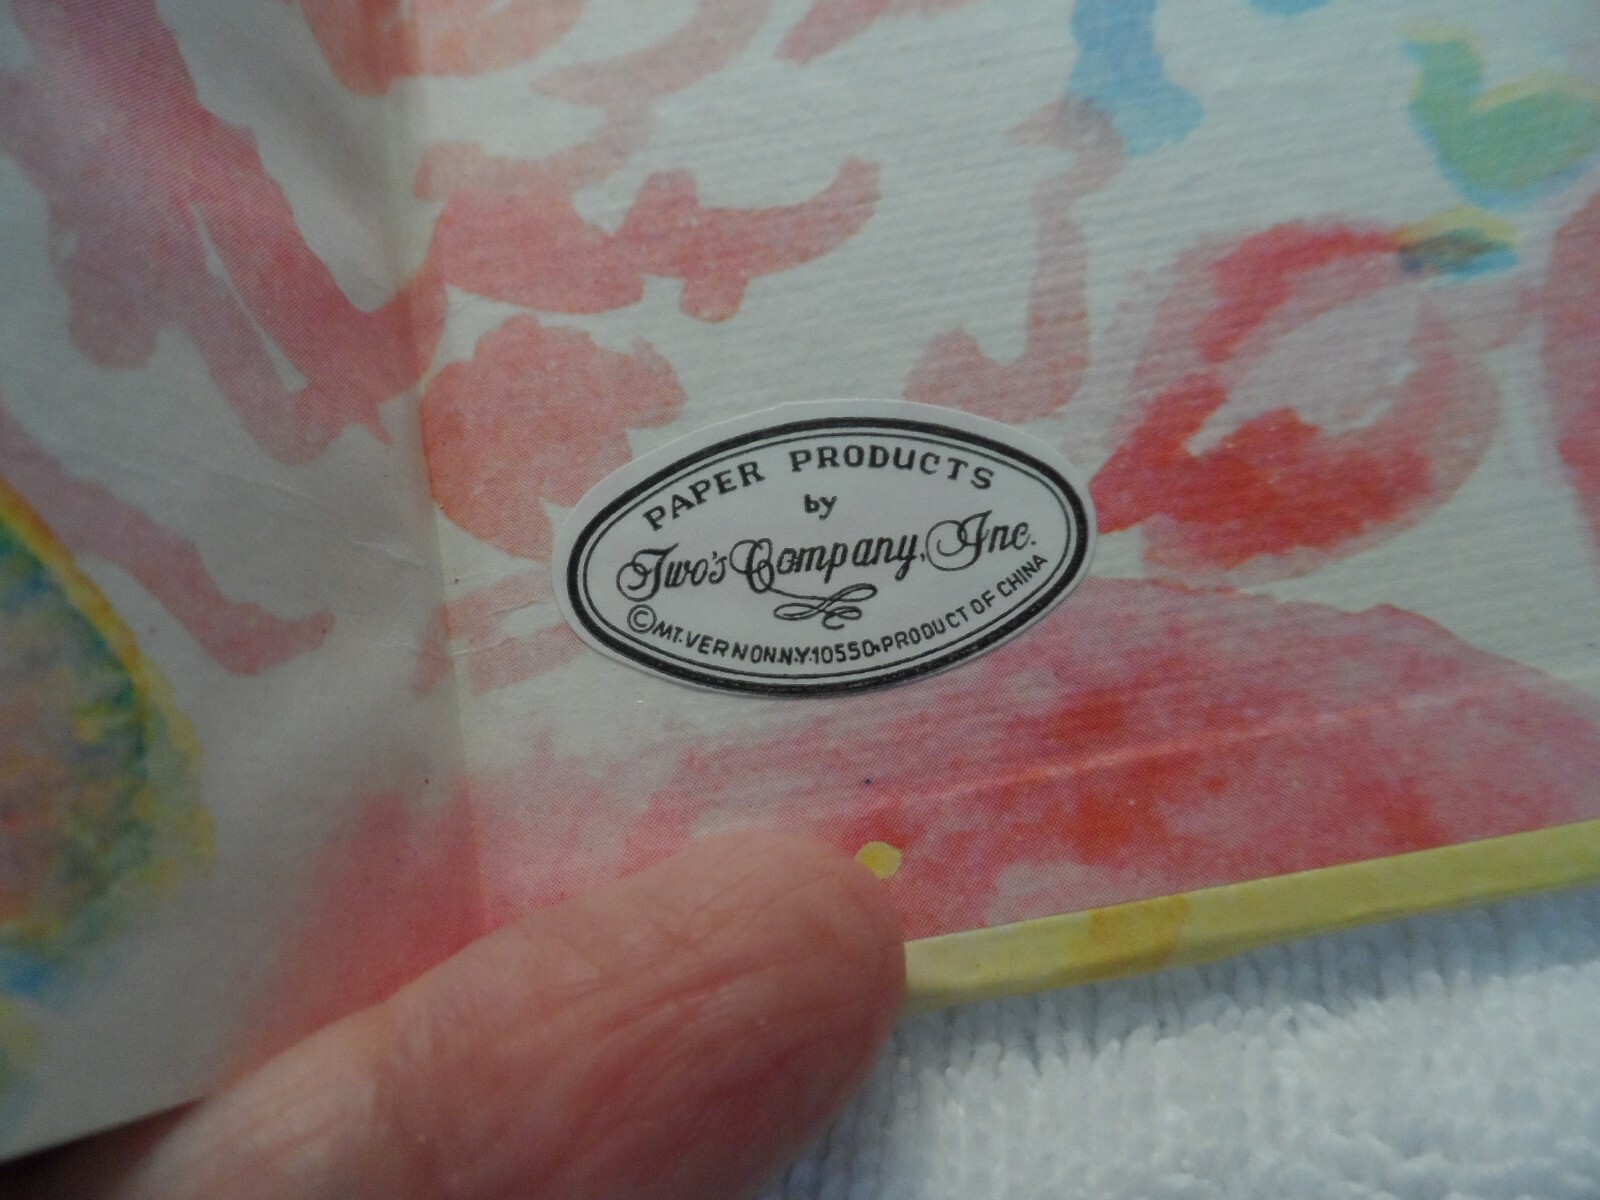 PAPER PRODUCTS
by
Two's Company, Inc.
©MT. VERNON N.Y. 10550 • PRODUCT OF CHINA